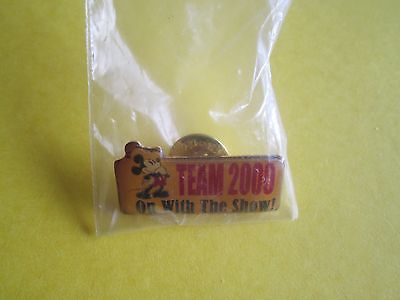 TEAM 2000
On With The Show!